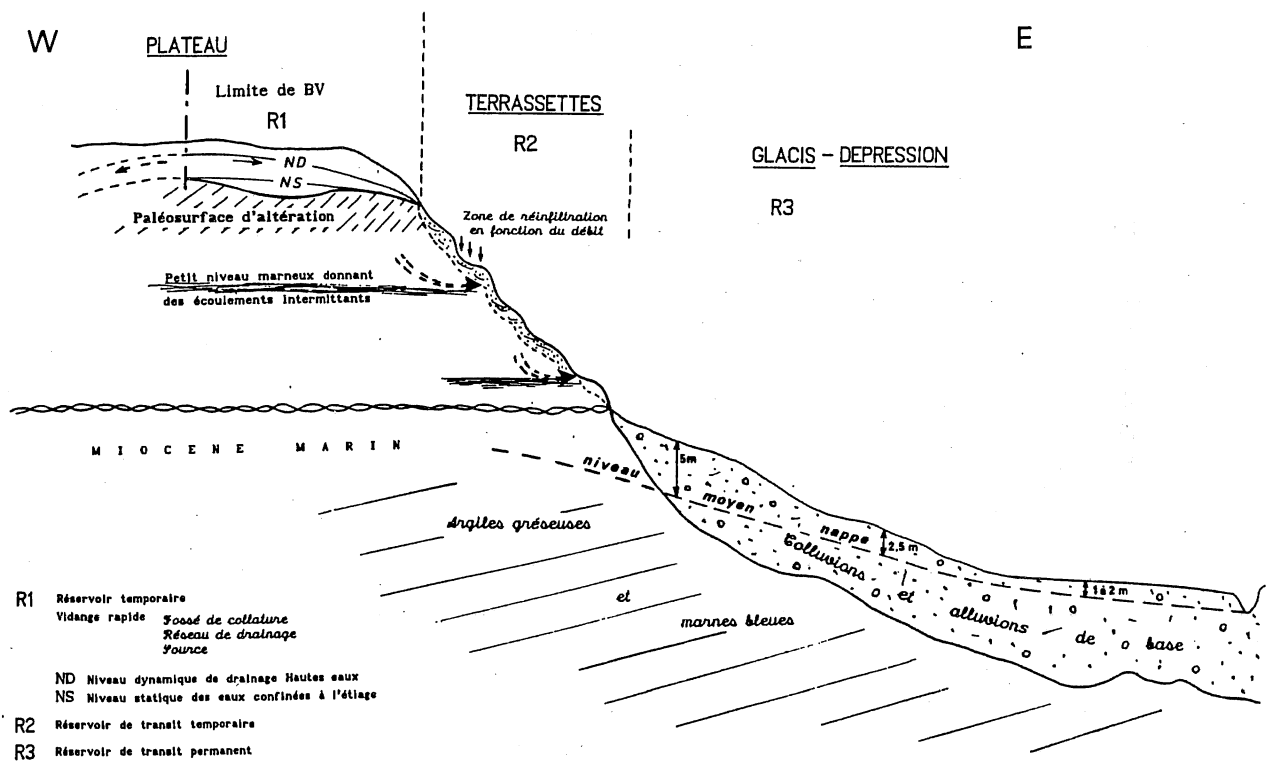 W
E
PLATEAU
Limite de BV
R1
TERRASSETTES
R2
GLACIS - DEPRESSION
R3
ND
NS
Paléosurface d'altération
Zone de réinfiltration
en fonction du débit
Petit niveau marneux donnant
des écoulements intermittants
MIOCENE MARIN
niveau moyen nappe
5m
2,5 m
1 à 2 m
Argiles gréseuses
et
marnes bleues
Colluvions et alluvions de base
R1 Réservoir temporaire
Vidange rapide Fossé de collature
Réseau de drainage
Source
ND Niveau dynamique de drainage Hautes eaux
NS Niveau statique des eaux confinées à l'étiage
R2 Réservoir de transit temporaire
R3 Réservoir de transit permanent